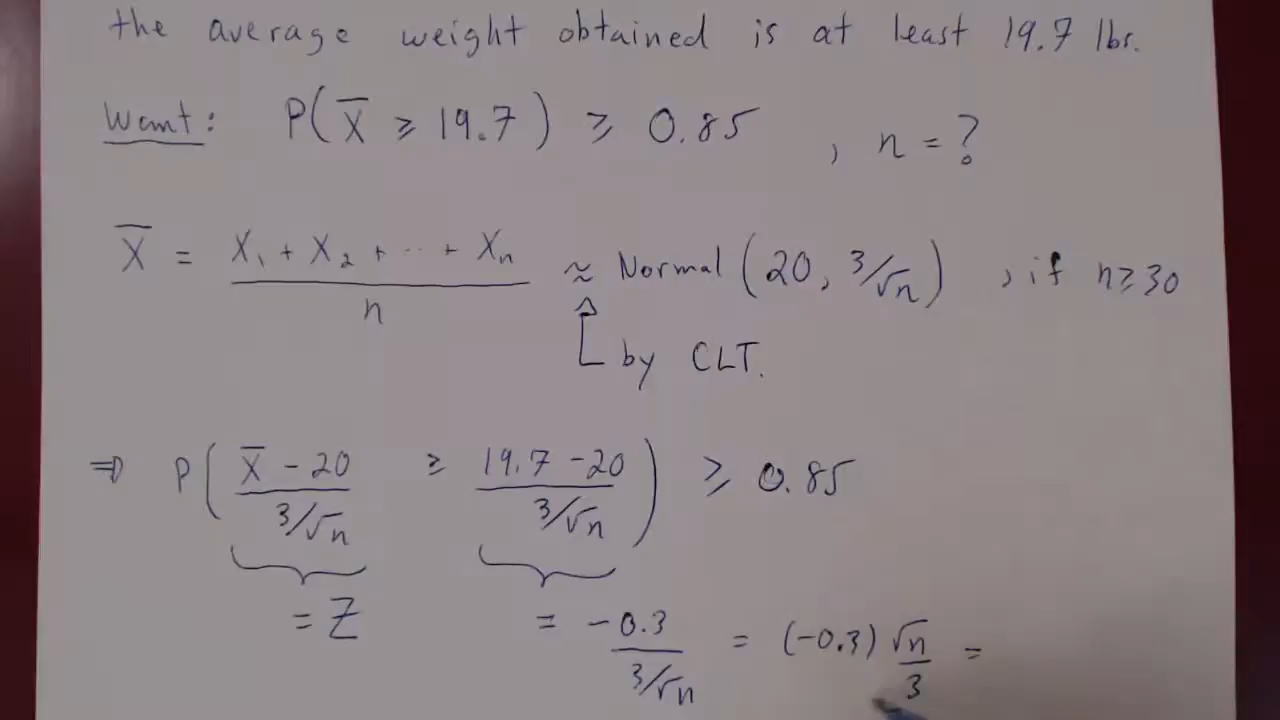 the average weight obtained is at least 19.7 lbs.
Want: P(X̄ ≥ 19.7) ≥ 0.85 , n = ?
X̄ = (X₁ + X₂ + ... + Xₙ)/n ≈ Normal (20, 3/√n) , if n ≥ 30
by CLT.
⇒ P( (X̄ - 20)/(3/√n) ≥ (19.7 - 20)/(3/√n) ) ≥ 0.85
= Z = -0.3/(3/√n) = (-0.3) √n/3 =